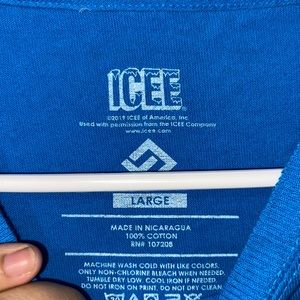 ICEE
©2019 ICEE of America, Inc.
Used with permission from the ICEE Company
www.icee.com
LARGE
MADE IN NICARAGUA
100% COTTON
RN# 107208
MACHINE WASH COLD WITH LIKE COLORS.
ONLY NON-CHLORINE BLEACH WHEN NEEDED.
TUMBLE DRY LOW. COOL IRON IF NEEDED.
DO NOT IRON ON PRINT. DO NOT DRY CLEAN.